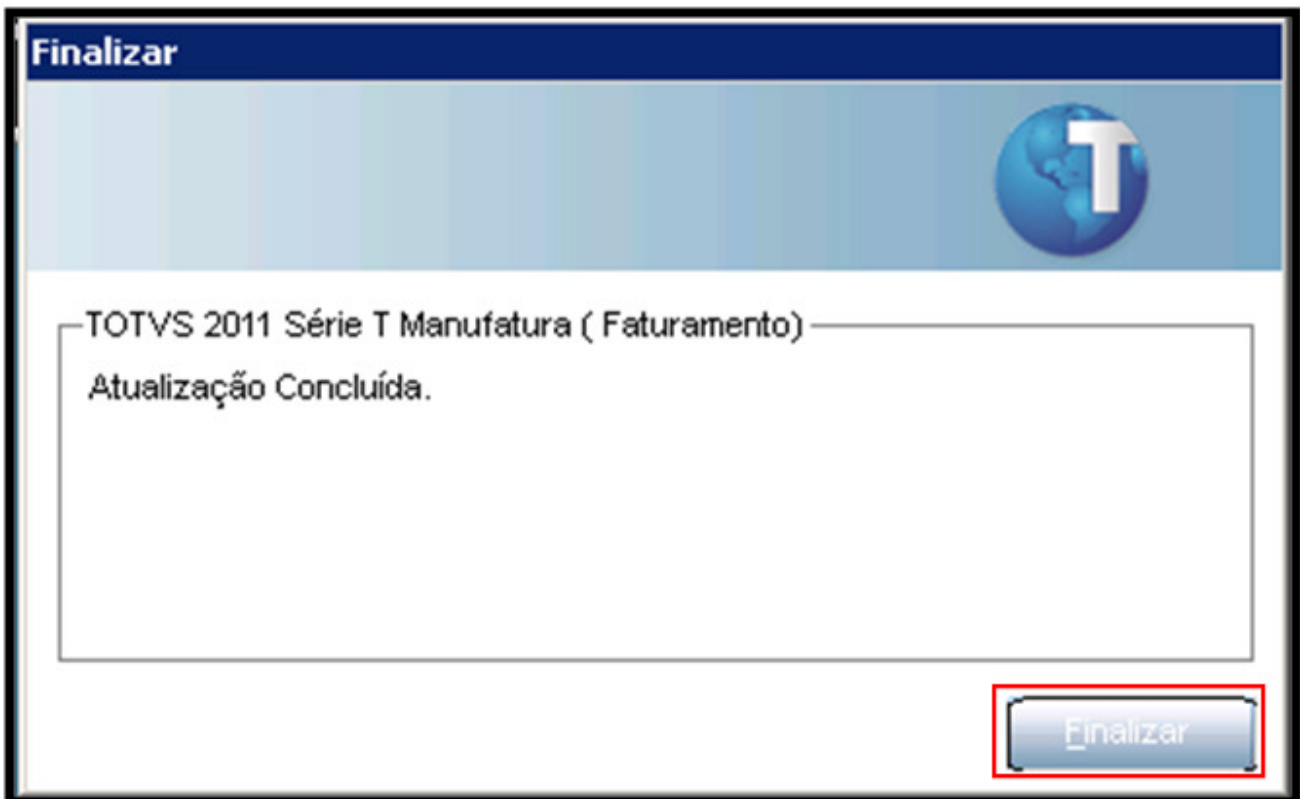 Finalizar
T
TOTVS 2011 Série T Manufatura ( Faturamento)
Atualização Concluída.
Finalizar